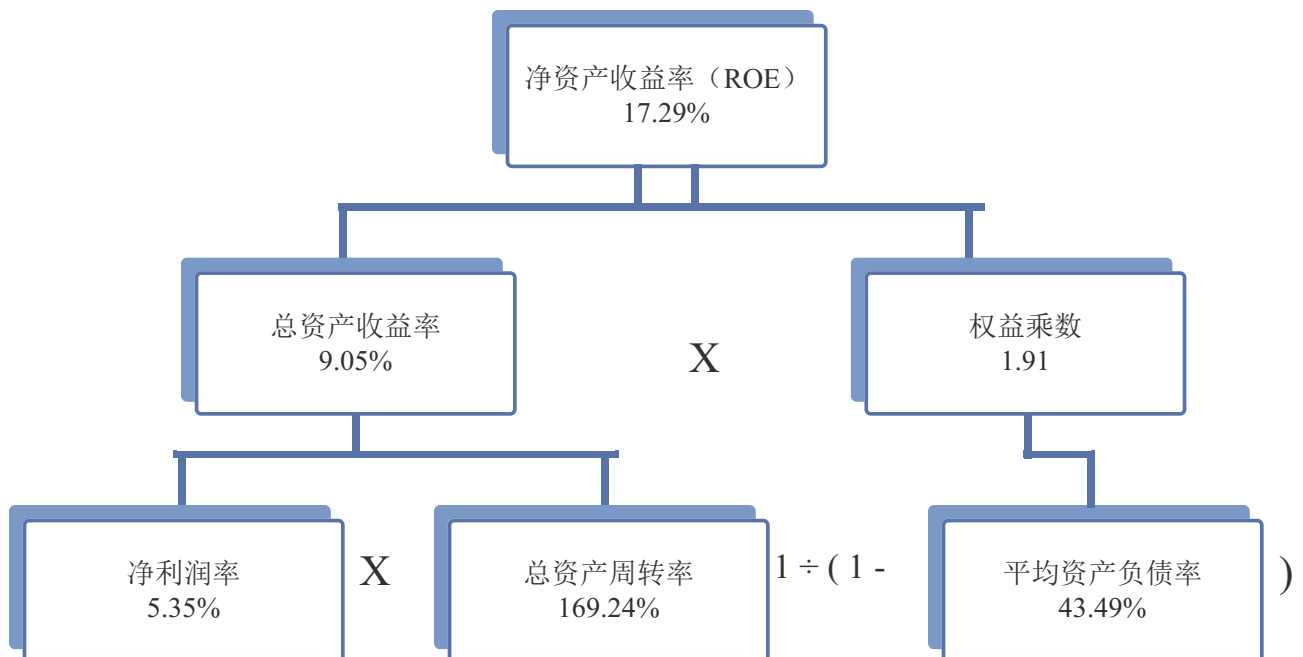 净资产收益率（ROE）
17.29%
总资产收益率
9.05%
X
权益乘数
1.91
净利润率
5.35%
X
总资产周转率
169.24%
1 ÷ ( 1 -
平均资产负债率
43.49%
)